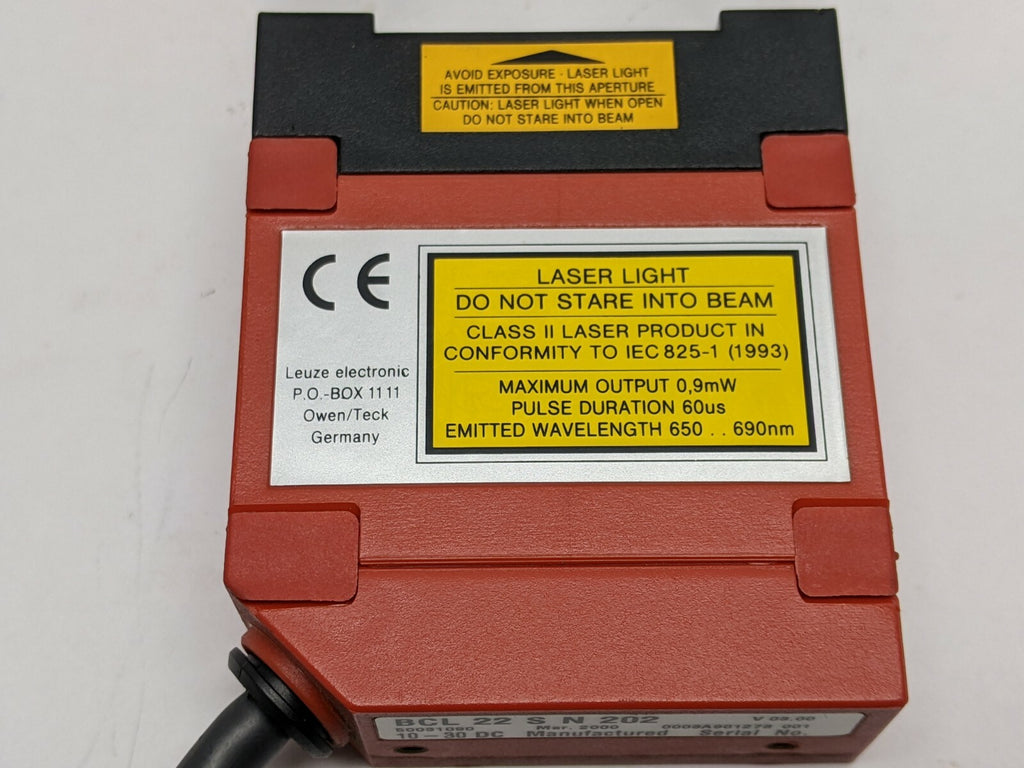 AVOID EXPOSURE - LASER LIGHT
IS EMITTED FROM THIS APERTURE
CAUTION: LASER LIGHT WHEN OPEN
DO NOT STARE INTO BEAM
CE
Leuze electronic
P.O.-BOX 11 11
Owen/Teck
Germany
LASER LIGHT
DO NOT STARE INTO BEAM
CLASS II LASER PRODUCT IN
CONFORMITY TO IEC 825-1 (1993)
MAXIMUM OUTPUT 0,9mW
PULSE DURATION 60us
EMITTED WAVELENGTH 650 . . 690nm
BCL 22 S N 202
Mar. 2000
001
10 - 30 DC Manufactured Serial No.